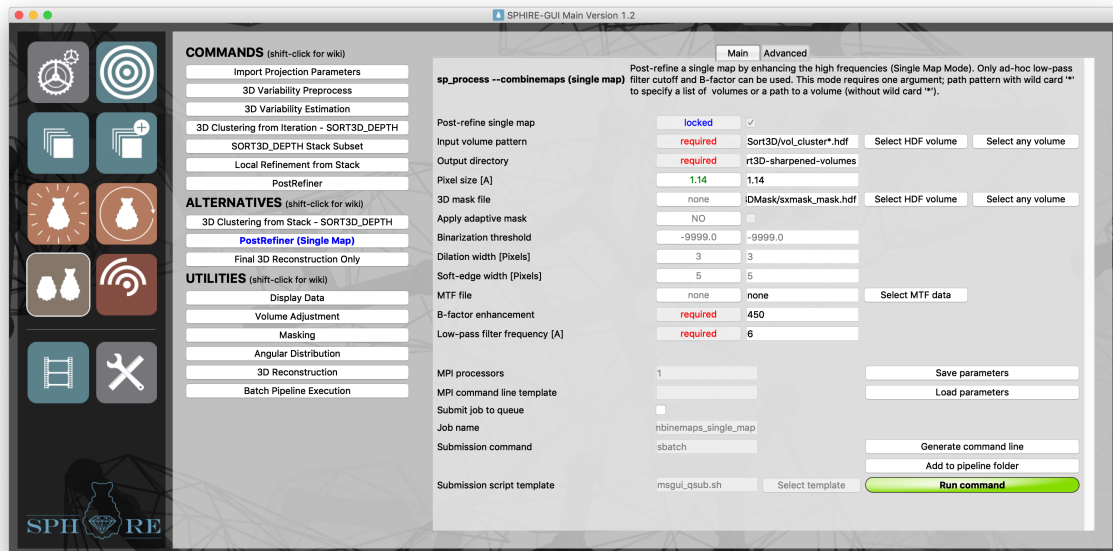 SPHIRE-GUI Main Version 1.2
COMMANDS (shift-click for wiki)
Import Projection Parameters
3D Variability Preprocess
3D Variability Estimation
3D Clustering from Iteration - SORT3D_DEPTH
SORT3D_DEPTH Stack Subset
Local Refinement from Stack
PostRefiner
ALTERNATIVES (shift-click for wiki)
3D Clustering from Stack - SORT3D_DEPTH
PostRefiner (Single Map)
Final 3D Reconstruction Only
UTILITIES (shift-click for wiki)
Display Data
Volume Adjustment
Masking
Angular Distribution
3D Reconstruction
Batch Pipeline Execution
SPHIRE
Main Advanced
sp_process --combinemaps (single map)
Post-refine a single map by enhancing the high frequencies (Single Map Mode). Only ad-hoc low-pass
filter cutoff and B-factor can be used. This mode requires one argument; path pattern with wild card '*'
to specify a list of volumes or a path to a volume (without wild card '*').
Post-refine single map locked
Input volume pattern required Sort3D/vol_cluster*.hdf Select HDF volume Select any volume
Output directory required rt3D-sharpened-volumes
Pixel size [A] 1.14 1.14
3D mask file none 3DMask/sxmask_mask.hdf Select HDF volume Select any volume
Apply adaptive mask NO
Binarization threshold -9999.0 -9999.0
Dilation width [Pixels] 3 3
Soft-edge width [Pixels] 5 5
MTF file none none Select MTF data
B-factor enhancement required 450
Low-pass filter frequency [A] required 6
MPI processors 1 Save parameters
MPI command line template Load parameters
Submit job to queue
Job name mbinemaps_single_map
Submission command sbatch Generate command line
Add to pipeline folder
Submission script template msgui_qsub.sh Select template Run command